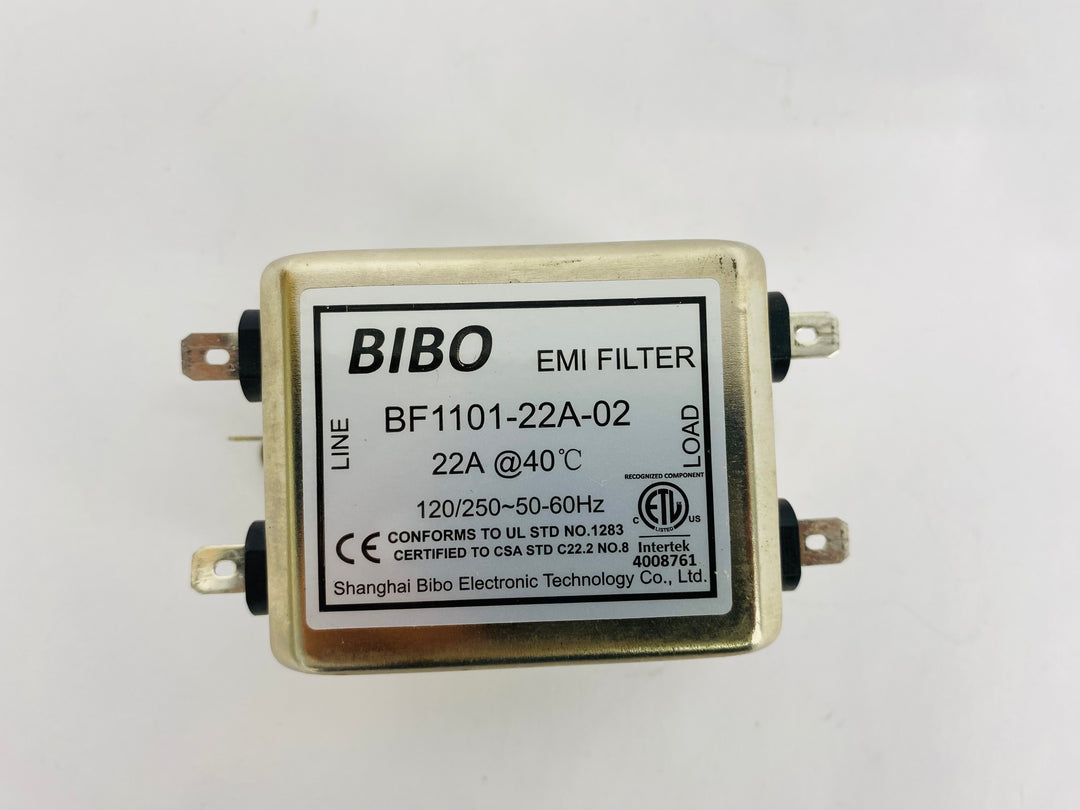 BIBO EMI FILTER
BF1101-22A-02
LINE
LOAD
22A @40℃
120/250~50-60Hz
RECOGNIZED COMPONENT
C ETL US
LISTED
CE CONFORMS TO UL STD NO.1283
CERTIFIED TO CSA STD C22.2 NO.8
Intertek
4008761
Shanghai Bibo Electronic Technology Co., Ltd.